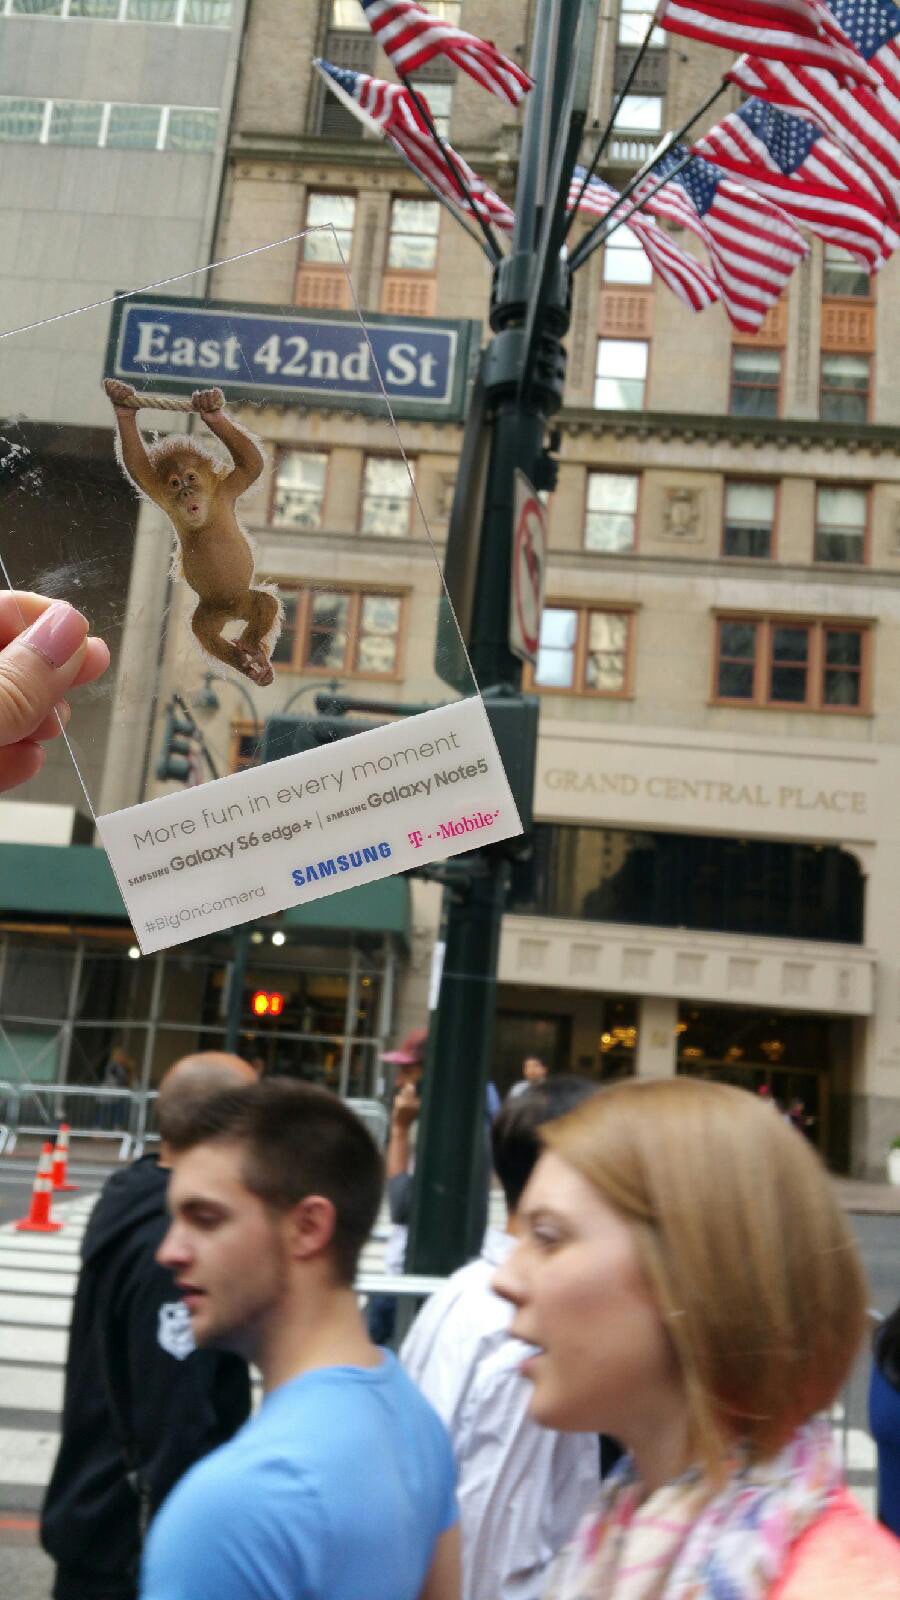 East 42nd St
GRAND CENTRAL PLACE
More fun in every moment
SAMSUNG Galaxy S6 edge+ | SAMSUNG Galaxy Note5
SAMSUNG T··Mobile·
#BigOnCamera